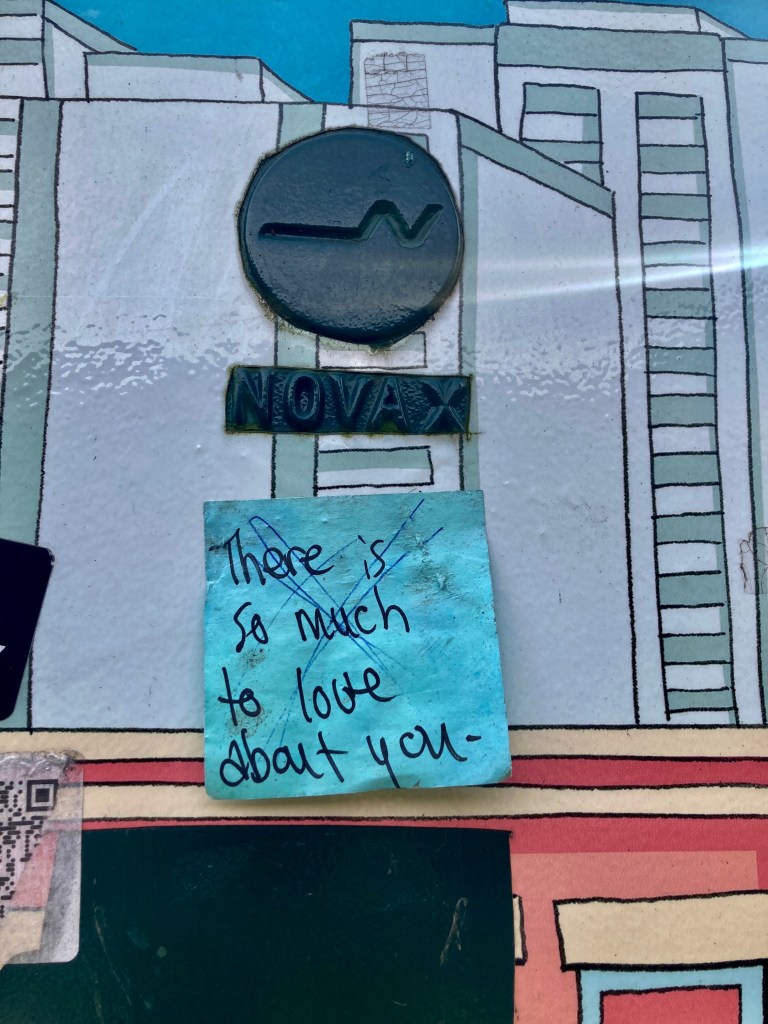 NOVAX
There is
so much
to love
about you-